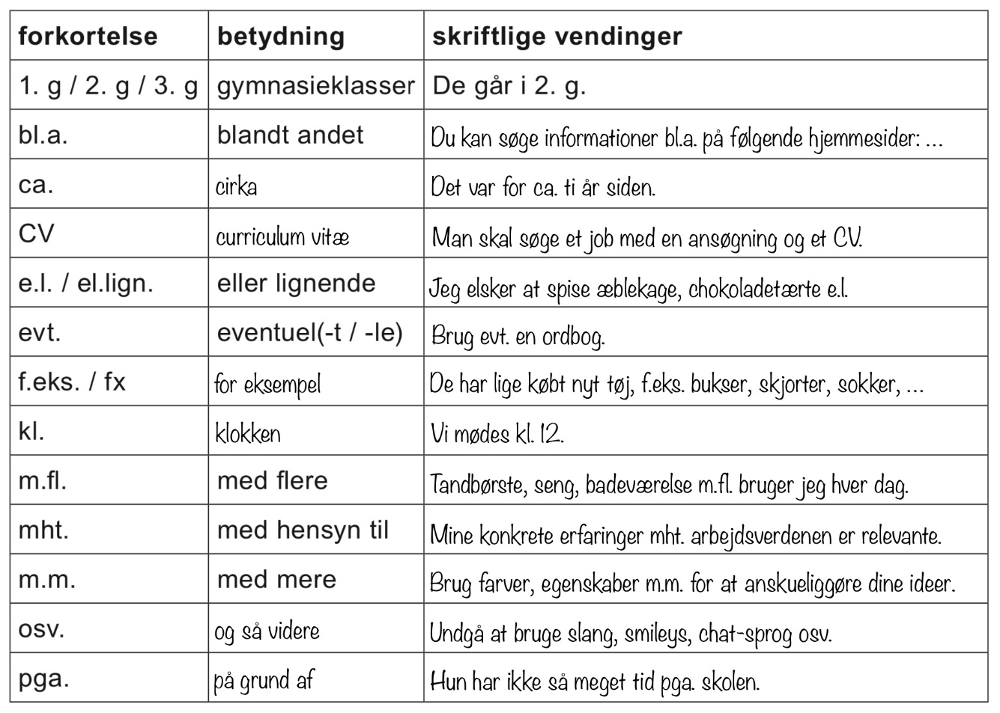 forkortelse betydning skriftlige vendinger
1. g / 2. g / 3. g gymnasieklasser De går i 2. g.
bl.a. blandt andet Du kan søge informationer bl.a. på følgende hjemmesider: ...
ca. cirka Det var for ca. ti år siden.
CV curriculum vitæ Man skal søge et job med en ansøgning og et CV.
e.l. / el.lign. eller lignende Jeg elsker at spise æblekage, chokoladetærte e.l.
evt. eventuel(-t / -le) Brug evt. en ordbog.
f.eks. / fx for eksempel De har lige købt nyt tøj, f.eks. bukser, skjorter, sokker, ...
kl. klokken Vi mødes kl. 12.
m.fl. med flere Tandbørste, seng, badeværelse m.fl. bruger jeg hver dag.
mht. med hensyn til Mine konkrete erfaringer mht. arbejdsverdenen er relevante.
m.m. med mere Brug farver, egenskaber m.m. for at anskueliggøre dine ideer.
osv. og så videre Undgå at bruge slang, smileys, chat-sprog osv.
pga. på grund af Hun har ikke så meget tid pga. skolen.